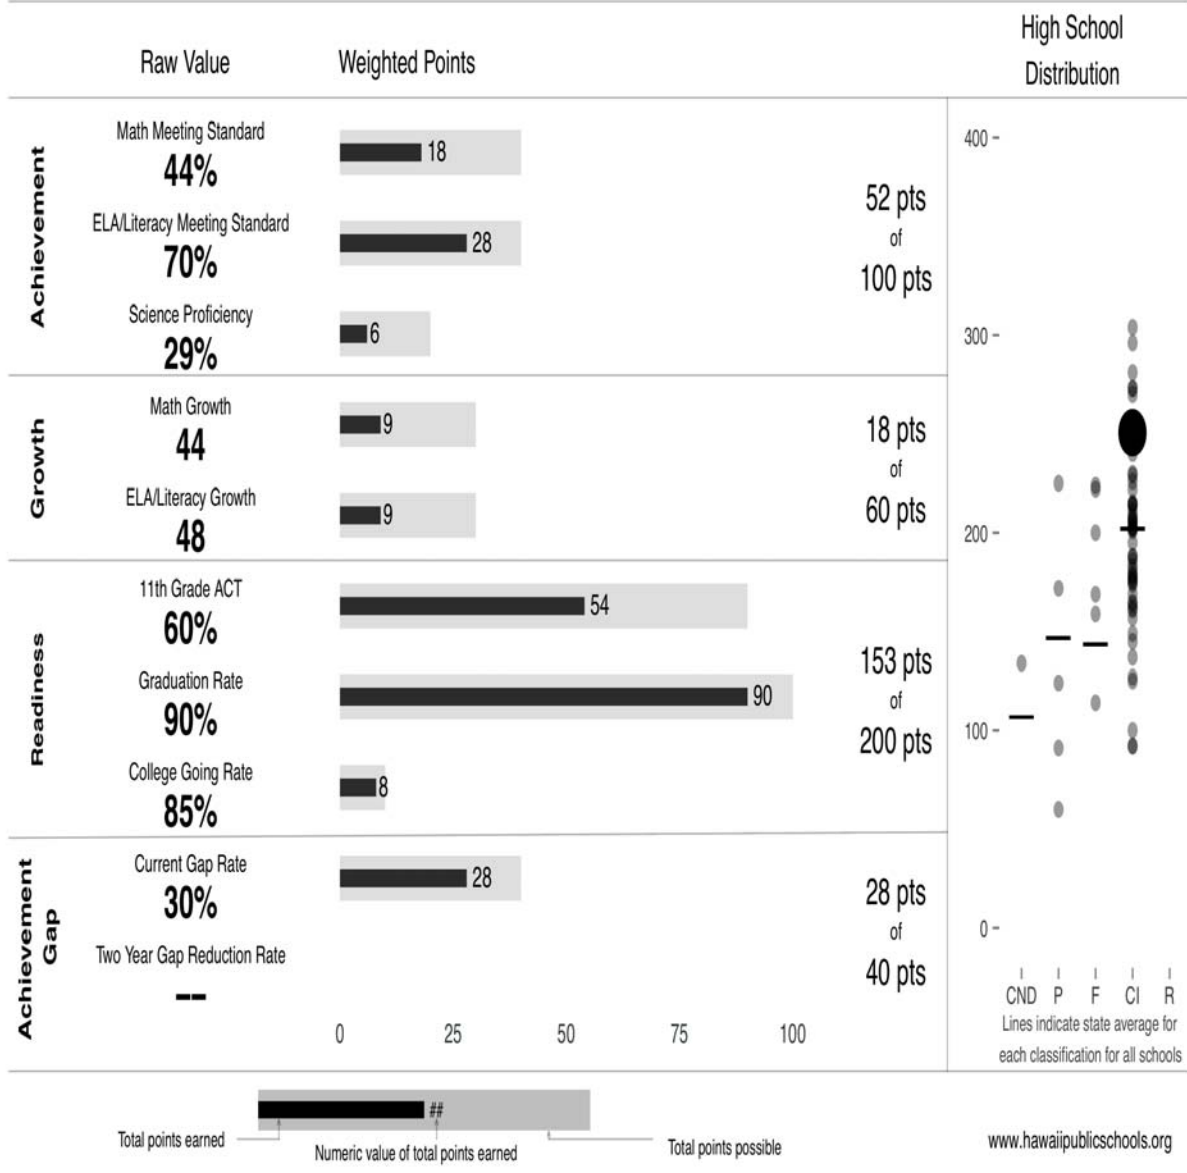 Raw Value
Weighted Points
High School
Distribution
Achievement
Math Meeting Standard
44%
18
ELA/Literacy Meeting Standard
70%
28
Science Proficiency
29%
6
52 pts
of
100 pts
Growth
Math Growth
44
9
ELA/Literacy Growth
48
9
18 pts
of
60 pts
Readiness
11th Grade ACT
60%
54
Graduation Rate
90%
90
College Going Rate
85%
8
153 pts
of
200 pts
Achievement
Gap
Current Gap Rate
30%
28
Two Year Gap Reduction Rate
--
28 pts
of
40 pts
0 25 50 75 100
400
300
200
100
0
CND P F CI R
Lines indicate state average for
each classification for all schools
##
Total points earned
Numeric value of total points earned
Total points possible
www.hawaiipublicschools.org